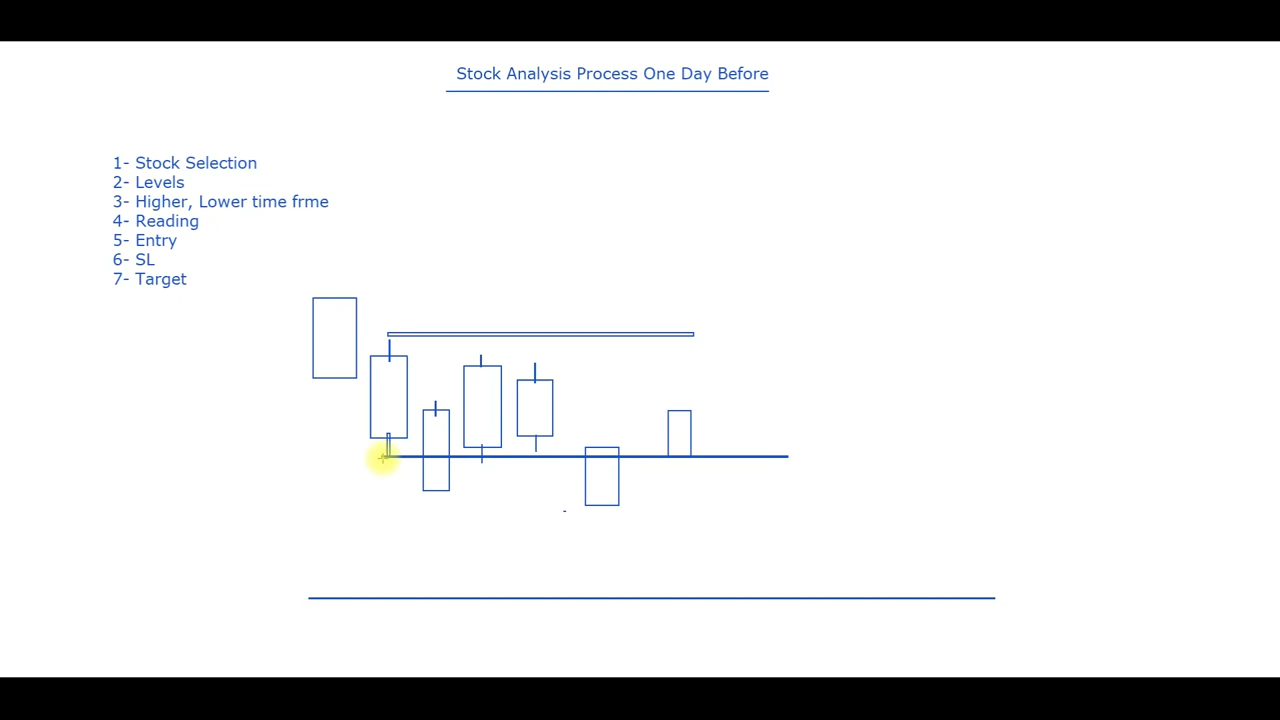 Stock Analysis Process One Day Before
1- Stock Selection
2- Levels
3- Higher, Lower time frme
4- Reading
5- Entry
6- SL
7- Target